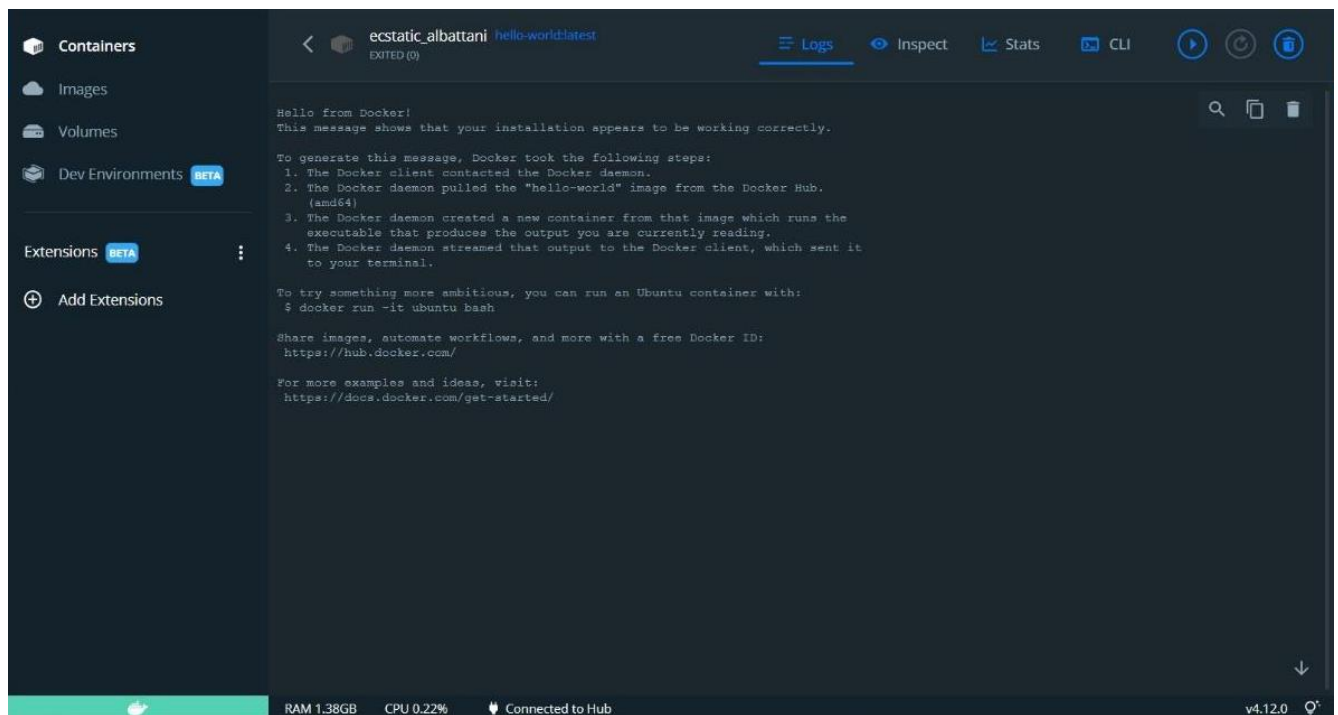 Containers
Images
Volumes
Dev Environments BETA
Extensions BETA
Add Extensions
ecstatic_albattani hello-world:latest
EXITED (0)
Logs Inspect Stats CLI
Hello from Docker!
This message shows that your installation appears to be working correctly.
To generate this message, Docker took the following steps:
1. The Docker client contacted the Docker daemon.
2. The Docker daemon pulled the "hello-world" image from the Docker Hub.
(amd64)
3. The Docker daemon created a new container from that image which runs the
executable that produces the output you are currently reading.
4. The Docker daemon streamed that output to the Docker client, which sent it
to your terminal.
To try something more ambitious, you can run an Ubuntu container with:
$ docker run -it ubuntu bash
Share images, automate workflows, and more with a free Docker ID:
https://hub.docker.com/
For more examples and ideas, visit:
https://docs.docker.com/get-started/
RAM 1.38GB CPU 0.22% Connected to Hub v4.12.0